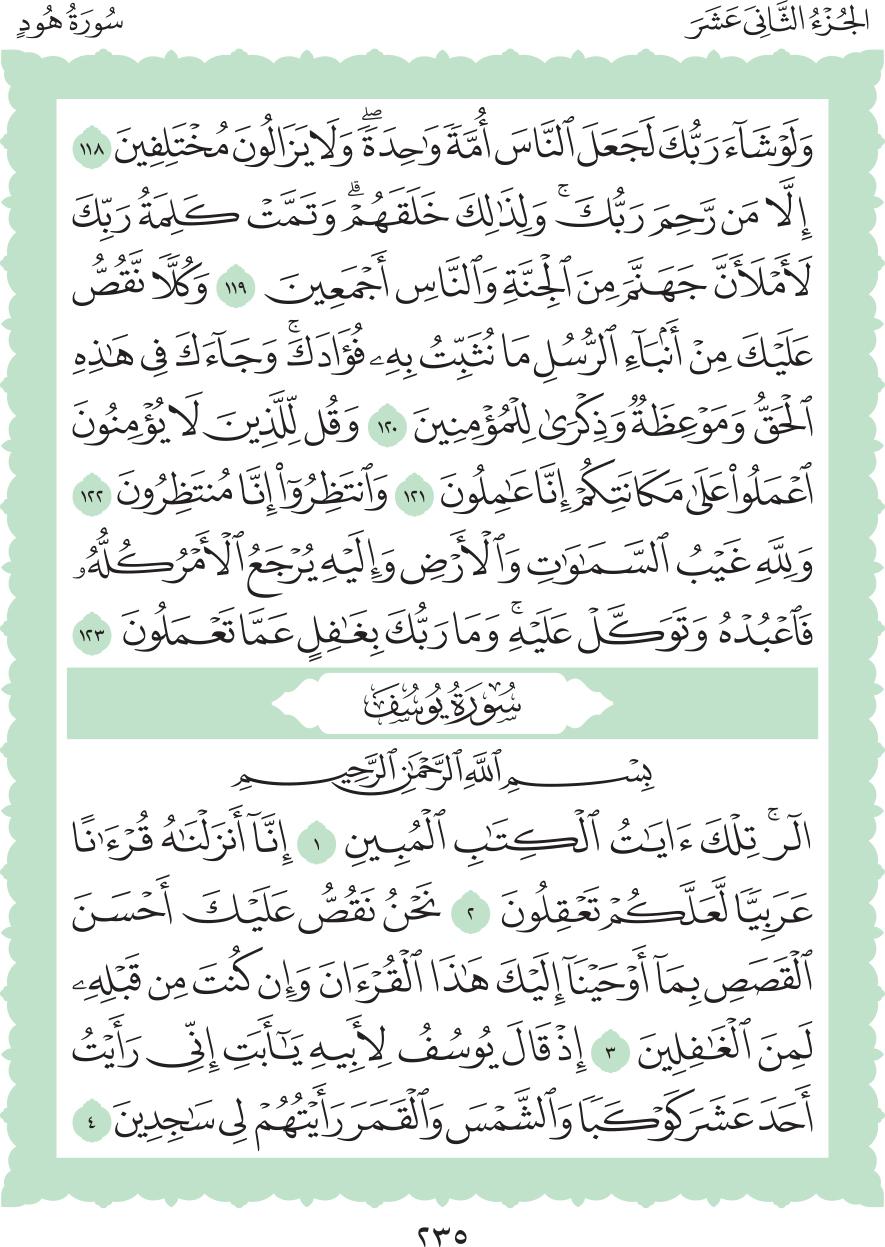 الجُزْءُ الثَّانِيَ عَشَرَ
سُورَةُ هُودٍ
وَلَوْ شَآءَ رَبُّكَ لَجَعَلَ ٱلنَّاسَ أُمَّةً وَٰحِدَةًۖ وَلَا يَزَالُونَ مُخْتَلِفِينَ ١١٨
إِلَّا مَن رَّحِمَ رَبُّكَۚ وَلِذَٰلِكَ خَلَقَهُمْۗ وَتَمَّتْ كَلِمَةُ رَبِّكَ
لَأَمْلَأَنَّ جَهَنَّمَ مِنَ ٱلْجِنَّةِ وَٱلنَّاسِ أَجْمَعِينَ ١١٩ وَكُلًّا نَّقُصُّ
عَلَيْكَ مِنْ أَنۢبَآءِ ٱلرُّسُلِ مَا نُثَبِّتُ بِهِۦ فُؤَادَكَۚ وَجَآءَكَ فِى هَٰذِهِ
ٱلْحَقُّ وَمَوْعِظَةٌ وَذِكْرَىٰ لِلْمُؤْمِنِينَ ١٢٠ وَقُل لِّلَّذِينَ لَا يُؤْمِنُونَ
ٱعْمَلُوا۟ عَلَىٰ مَكَانَتِكُمْ إِنَّا عَٰمِلُونَ ١٢١ وَٱنتَظِرُوٓا۟ إِنَّا مُنتَظِرُونَ ١٢٢
وَلِلَّهِ غَيْبُ ٱلسَّمَٰوَٰتِ وَٱلْأَرْضِ وَإِلَيْهِ يُرْجَعُ ٱلْأَمْرُ كُلُّهُۥ
فَٱعْبُدْهُ وَتَوَكَّلْ عَلَيْهِۚ وَمَا رَبُّكَ بِغَٰفِلٍ عَمَّا تَعْمَلُونَ ١٢٣
سُورَةُ يُوسُفَ
بِسْمِ ٱللَّهِ ٱلرَّحْمَٰنِ ٱلرَّحِيمِ
الٓرۚ تِلْكَ ءَايَٰتُ ٱلْكِتَٰبِ ٱلْمُبِينِ ١ إِنَّآ أَنزَلْنَٰهُ قُرْءَٰنًا
عَرَبِيًّا لَّعَلَّكُمْ تَعْقِلُونَ ٢ نَحْنُ نَقُصُّ عَلَيْكَ أَحْسَنَ
ٱلْقَصَصِ بِمَآ أَوْحَيْنَآ إِلَيْكَ هَٰذَا ٱلْقُرْءَانَ وَإِن كُنتَ مِن قَبْلِهِۦ
لَمِنَ ٱلْغَٰفِلِينَ ٣ إِذْ قَالَ يُوسُفُ لِأَبِيهِ يَٰٓأَبَتِ إِنِّى رَأَيْتُ
أَحَدَ عَشَرَ كَوْكَبًا وَٱلشَّمْسَ وَٱلْقَمَرَ رَأَيْتُهُمْ لِى سَٰجِدِينَ ٤
٢٣٥